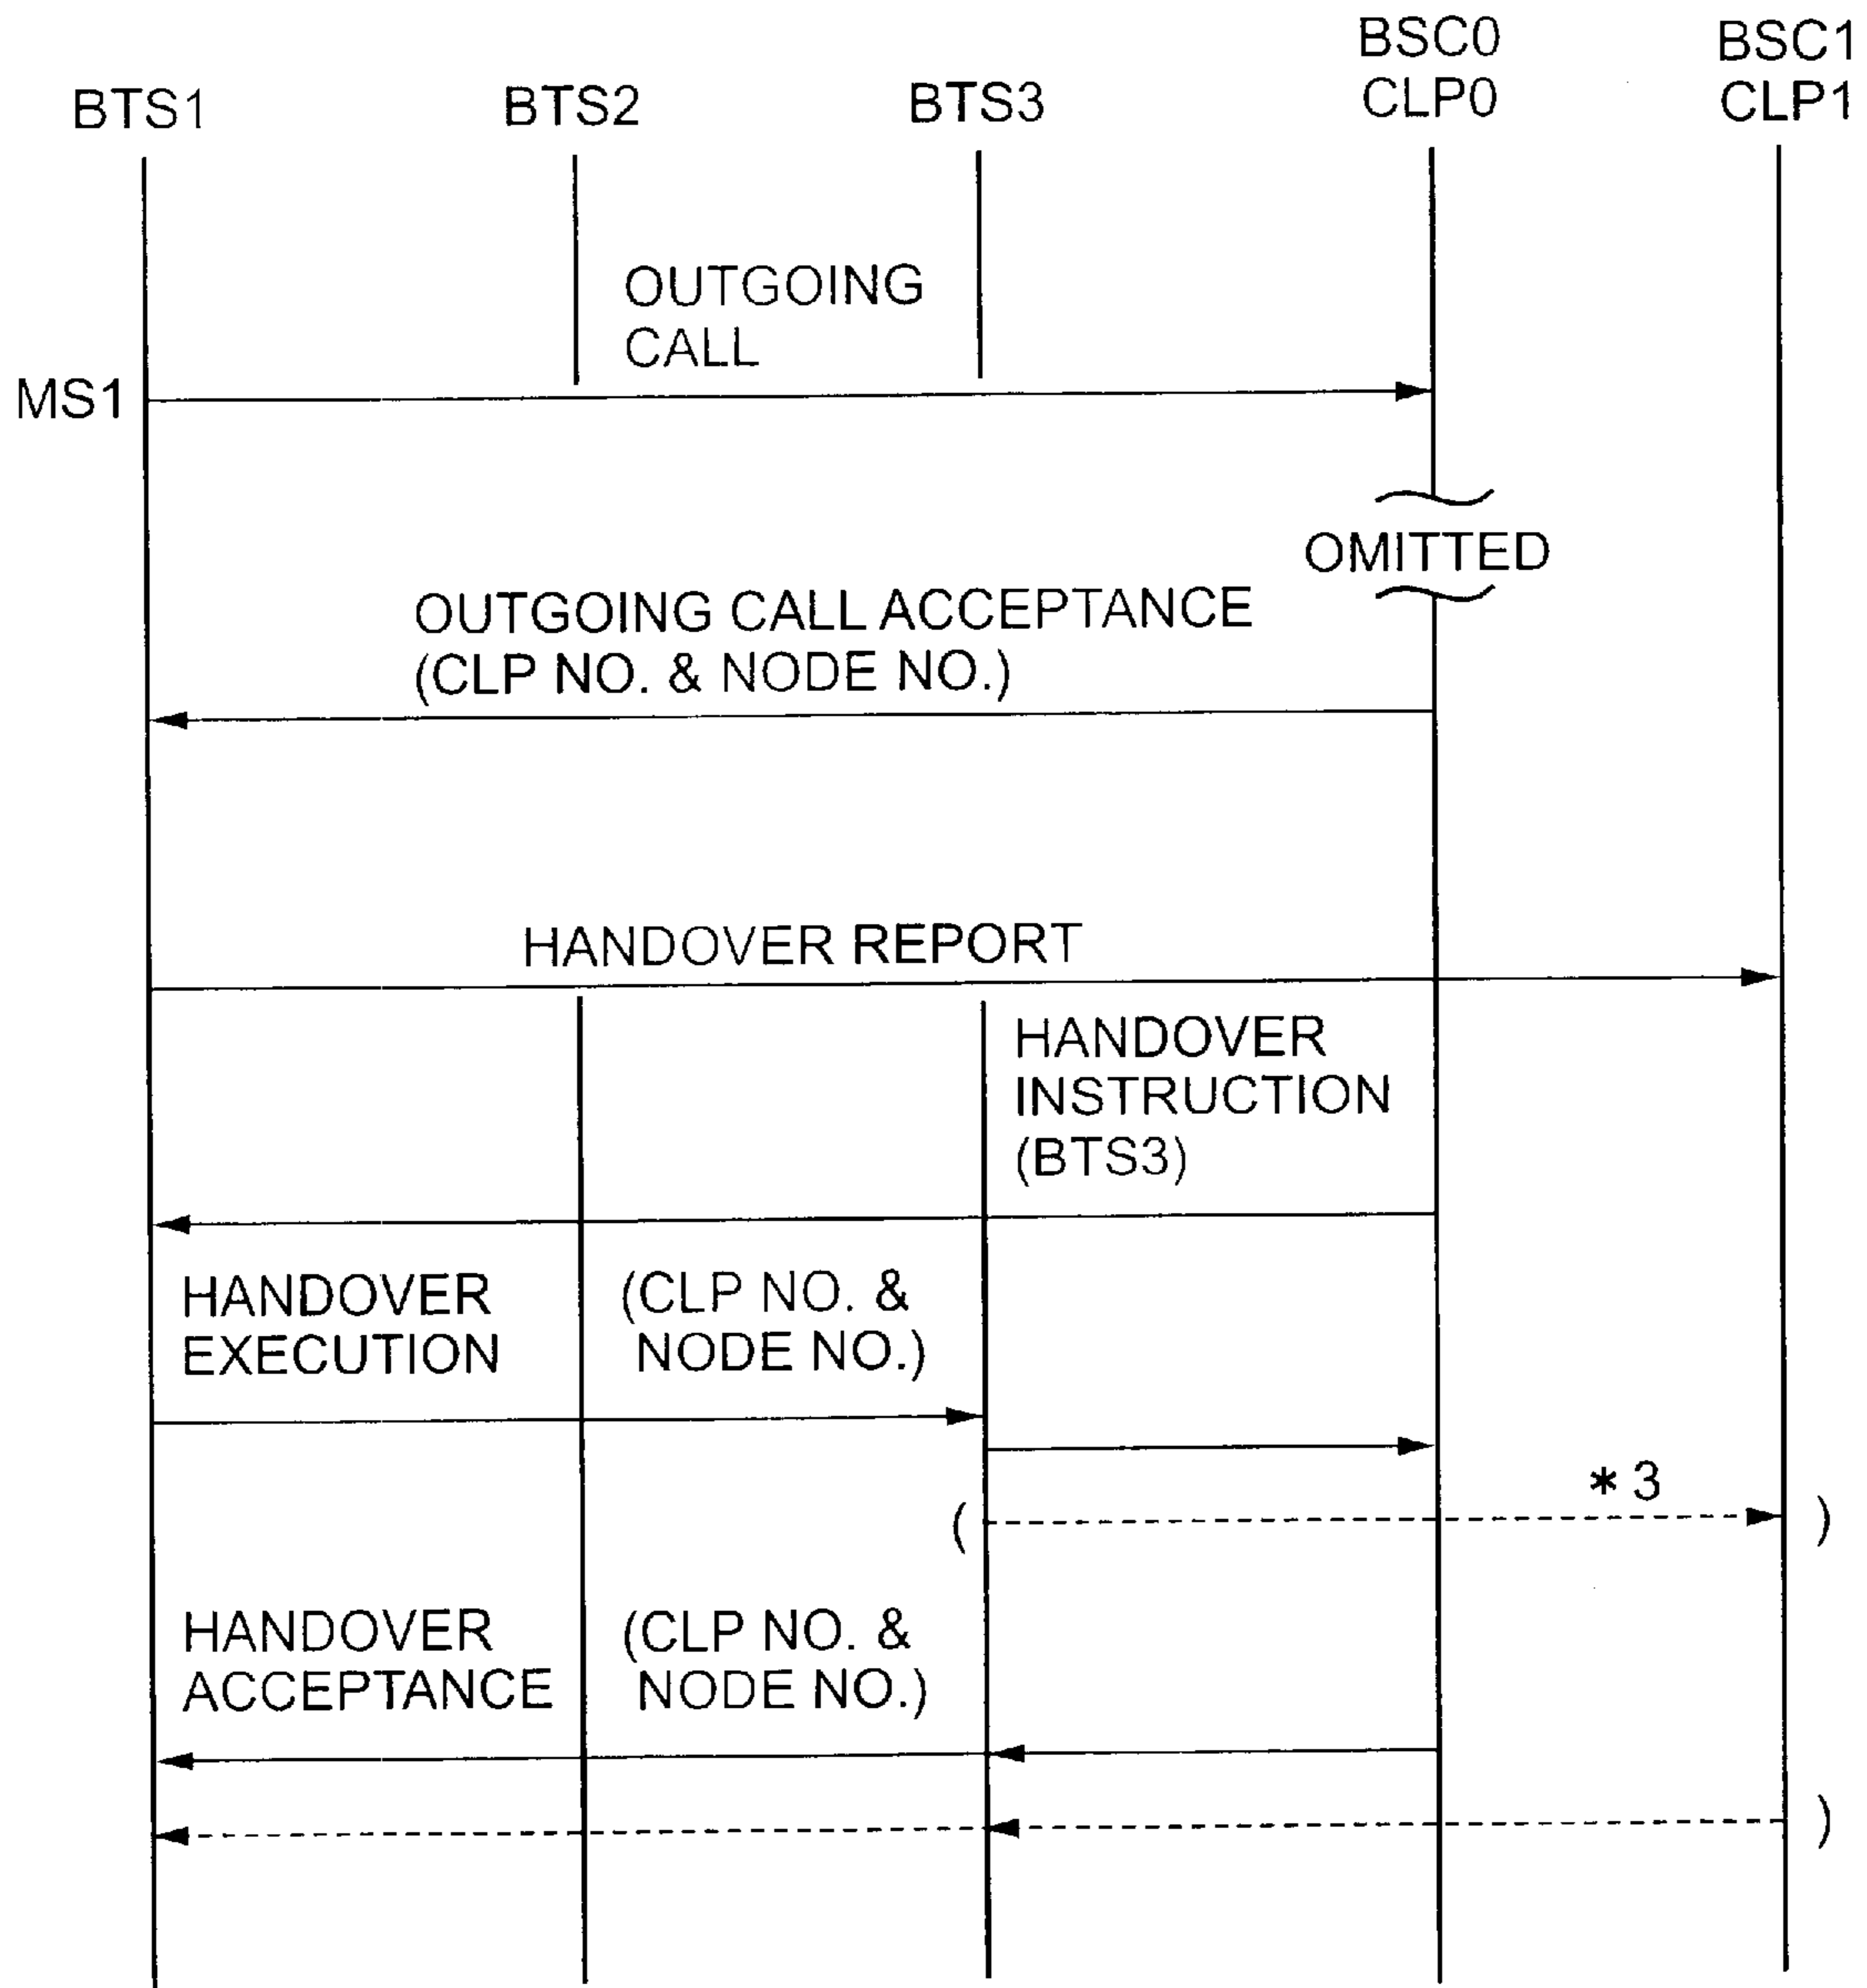 BTS1
BTS2
BTS3
BSC0
CLP0
BSC1
CLP1
OUTGOING
CALL
MS1
OMITTED
OUTGOING CALL ACCEPTANCE
(CLP NO. & NODE NO.)
HANDOVER REPORT
HANDOVER
INSTRUCTION
(BTS3)
HANDOVER
EXECUTION
(CLP NO. &
NODE NO.)
(
*3
)
HANDOVER
ACCEPTANCE
(CLP NO. &
NODE NO.)
)